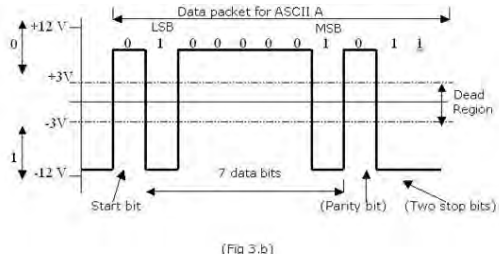 Data packet for ASCII A
+12 V
LSB MSB
0 0 1 0 0 0 0 0 1 0 1 1
+3V
Dead
Region
-3V
1
-12 V
7 data bits
Start bit (Parity bit) (Two stop bits)
(Fig 3.b)